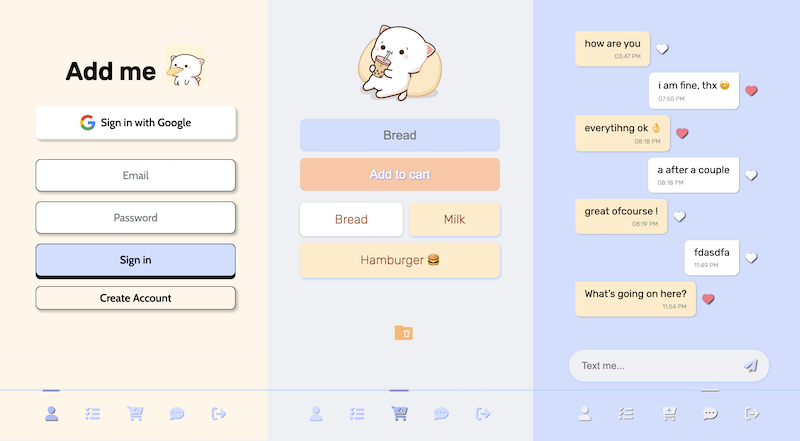 Add me
Sign in with Google
Email
Password
Sign in
Create Account
Bread
Add to cart
Bread
Milk
Hamburger 🍔
how are you
03:47 PM
i am fine, thx 😊
07:50 PM
everytihng ok 👌
08:18 PM
a after a couple
08:18 PM
great ofcourse !
08:19 PM
fdasdfa
11:49 PM
What's going on here?
11:54 PM
Text me...